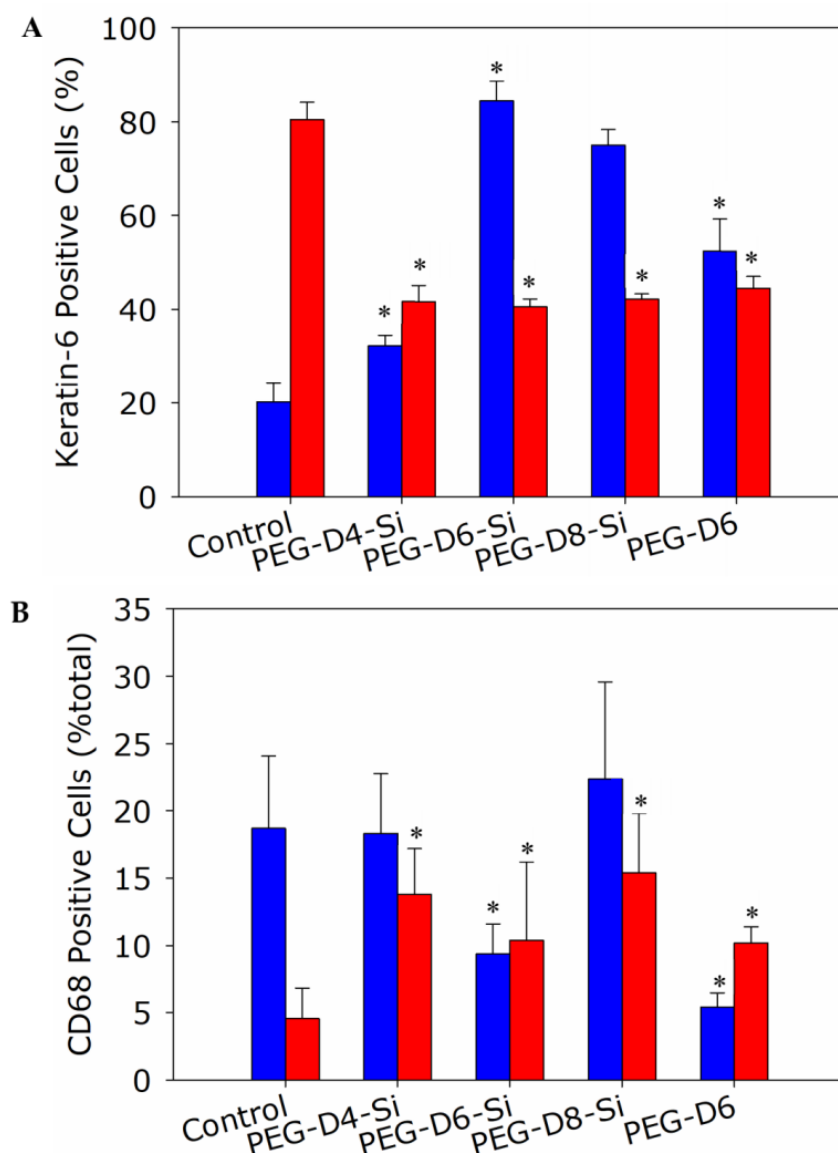 A
Keratin-6 Positive Cells (%)
100
80
60
40
20
0
* * * * * * *
Control
PEG-D4-Si
PEG-D6-Si
PEG-D8-Si
PEG-D6
B
CD68 Positive Cells (%total)
35
30
25
20
15
10
5
0
* * * * * *
Control
PEG-D4-Si
PEG-D6-Si
PEG-D8-Si
PEG-D6